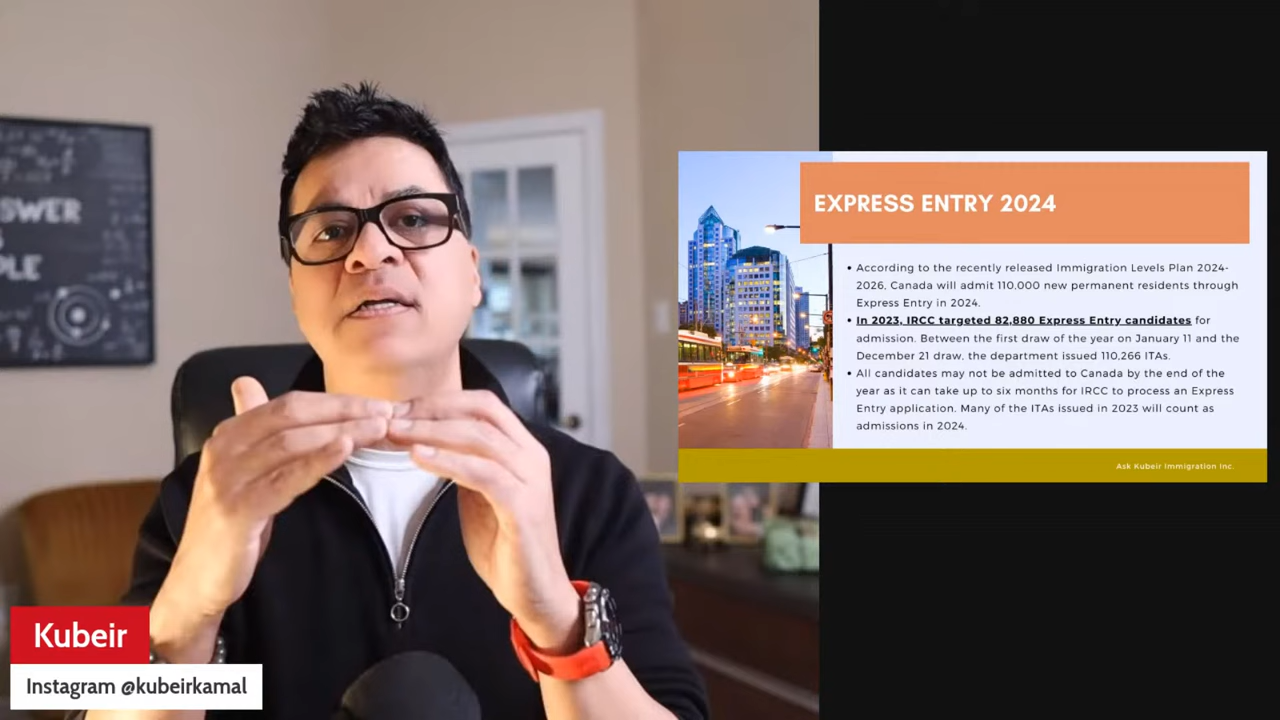 EXPRESS ENTRY 2024
According to the recently released Immigration Levels Plan 2024-
2026, Canada will admit 110,000 new permanent residents through
Express Entry in 2024.
In 2023, IRCC targeted 82,880 Express Entry candidates for
admission. Between the first draw of the year on January 11 and the
December 21 draw, the department issued 110,266 ITAs.
All candidates may not be admitted to Canada by the end of the
year as it can take up to six months for IRCC to process an Express
Entry application. Many of the ITAs issued in 2023 will count as
admissions in 2024.
Ask Kubeir Immigration Inc.
Kubeir
Instagram @kubeirkamal